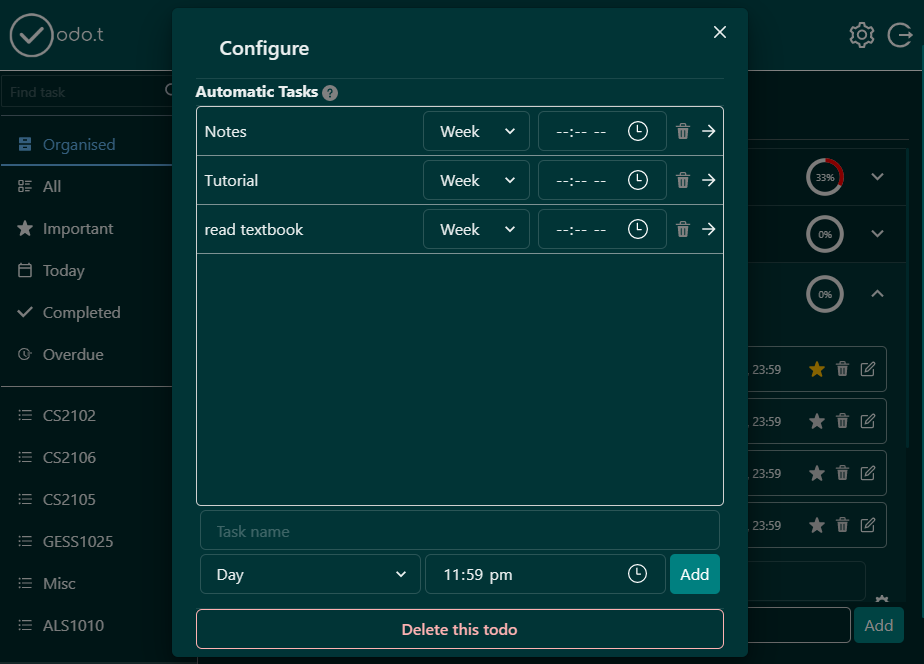 odo.t
Configure
Find task
Automatic Tasks ?
Organised
All
Important
Today
Completed
Overdue
CS2102
CS2106
CS2105
GESS1025
Misc
ALS1010
Notes Week --:-- --
Tutorial Week --:-- --
read textbook Week --:-- --
Task name
Day 11:59 pm Add
Delete this todo
33%
0%
0%
23:59
23:59
23:59
23:59
Add